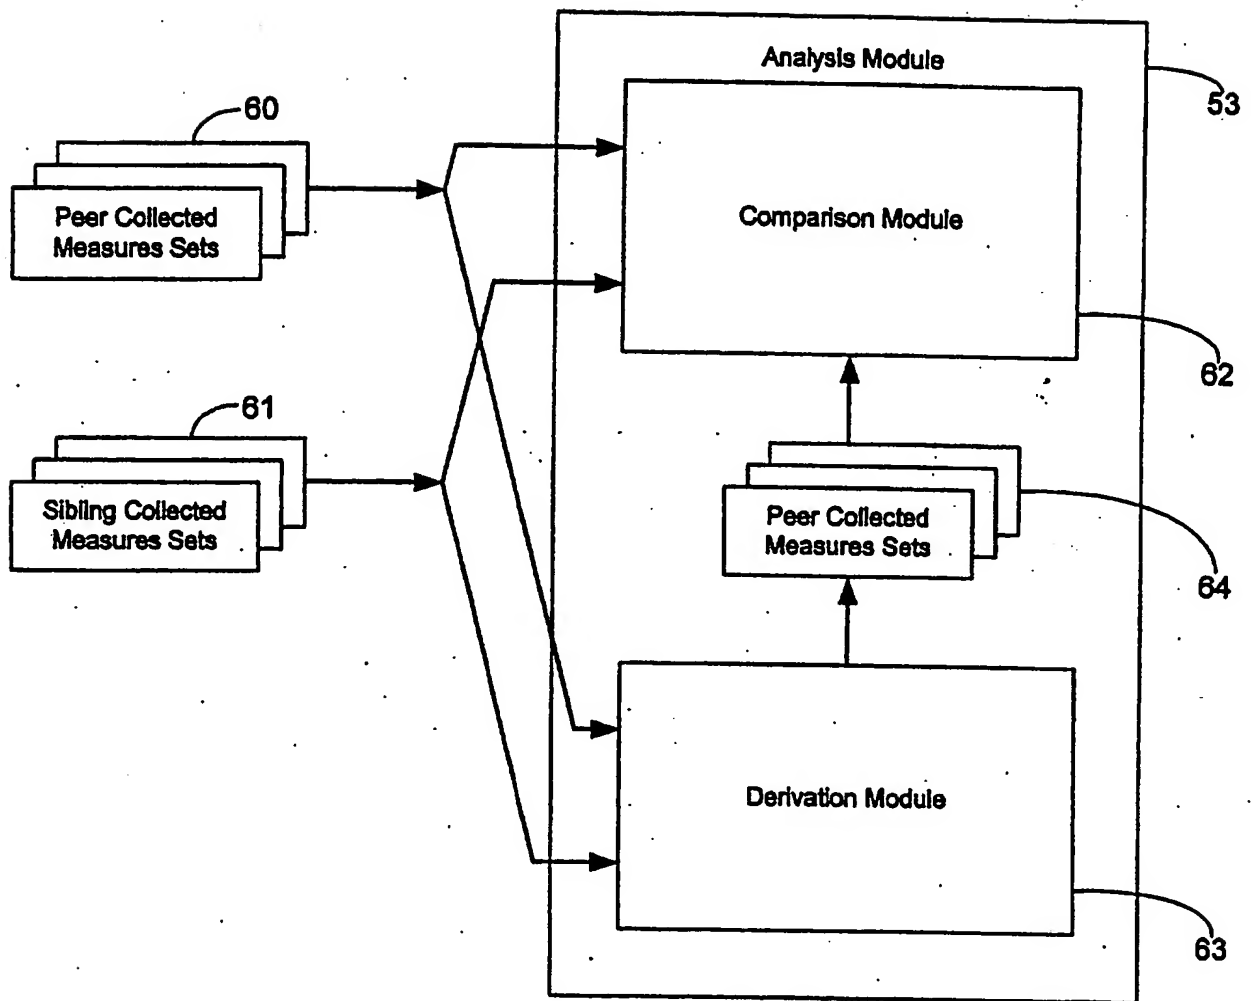 Analysis Module
53
60
Peer Collected
Measures Sets
Comparison Module
62
61
Sibling Collected
Measures Sets
Peer Collected
Measures Sets
64
Derivation Module
63